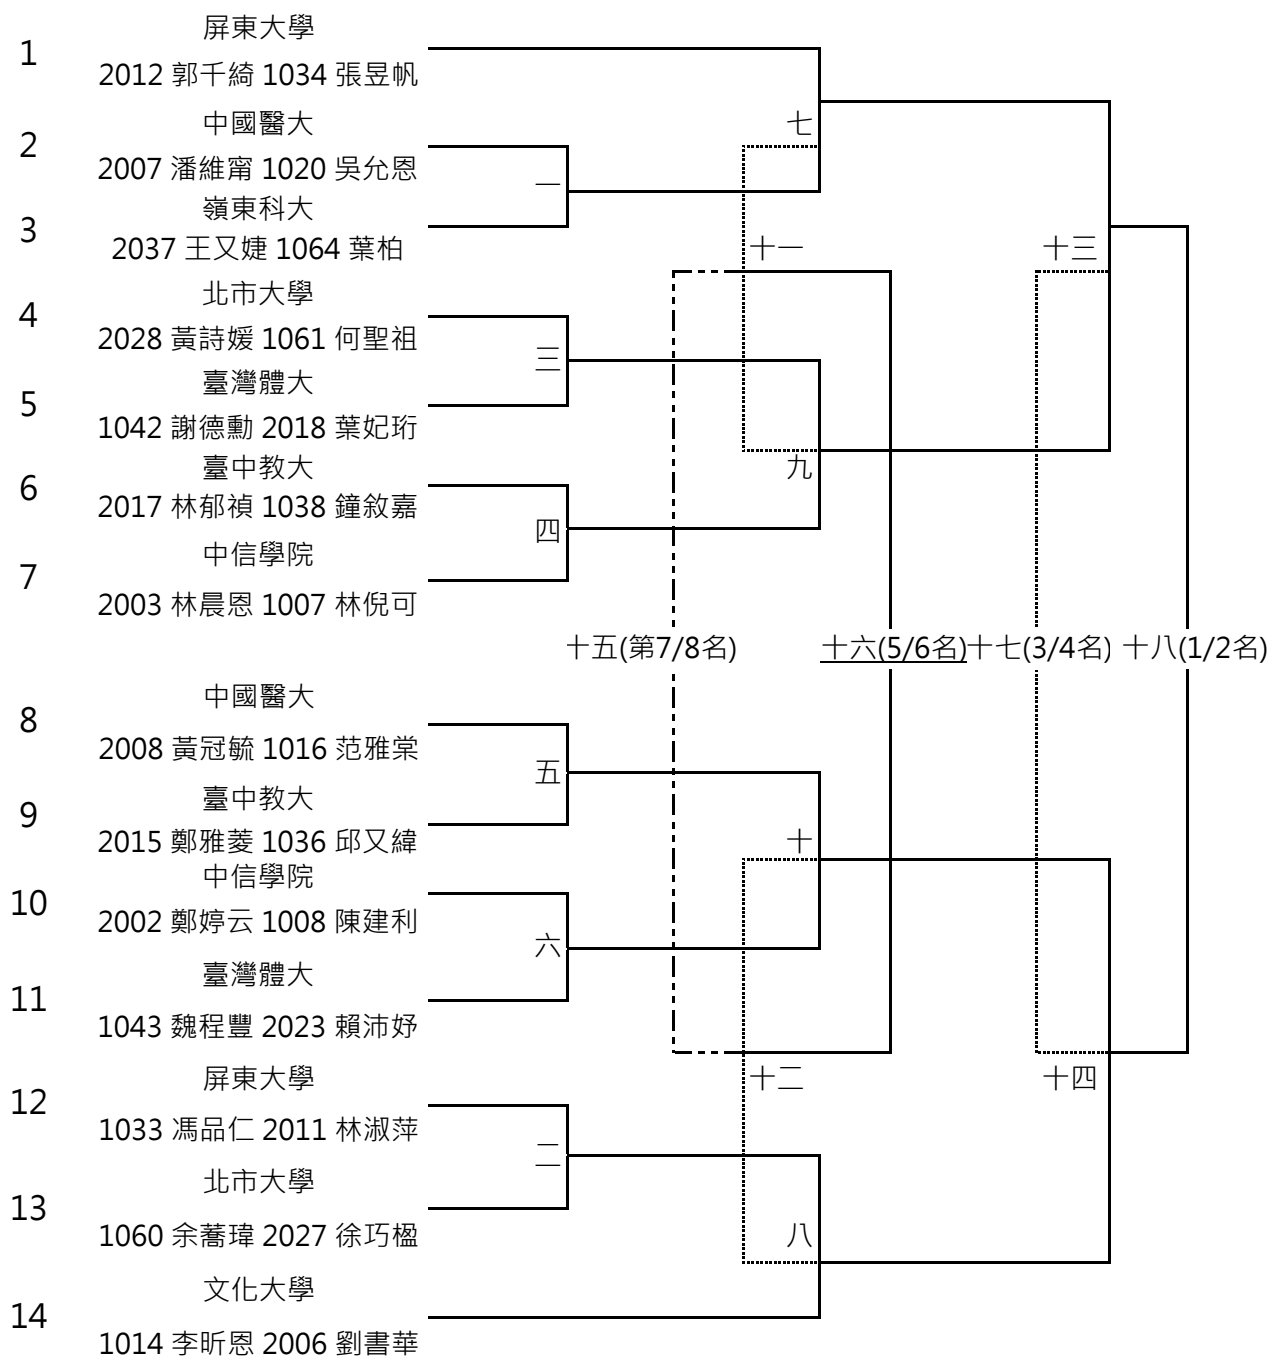 屏東大學
1
2012 郭千綺 1034 張昱帆
中國醫大
七
2
2007 潘維甯 1020 吳允恩
一
嶺東科大
3
2037 王又婕 1064 葉柏
十一
十三
北市大學
4
2028 黃詩媛 1061 何聖祖
三
臺灣體大
5
1042 謝德勳 2018 葉妃珩
臺中教大
九
6
2017 林郁禎 1038 鐘敘嘉
四
中信學院
7
2003 林晨恩 1007 林倪可
十五(第7/8名) 十六(5/6名) 十七(3/4名) 十八(1/2名)
中國醫大
8
2008 黃冠毓 1016 范雅棠
五
臺中教大
9
2015 鄭雅菱 1036 邱又緯
十
中信學院
10
2002 鄭婷云 1008 陳建利
六
臺灣體大
11
1043 魏程豐 2023 賴沛妤
屏東大學
十二
十四
12
1033 馮品仁 2011 林淑萍
二
北市大學
13
1060 余蕎瑋 2027 徐巧楹
八
文化大學
14
1014 李昕恩 2006 劉書華